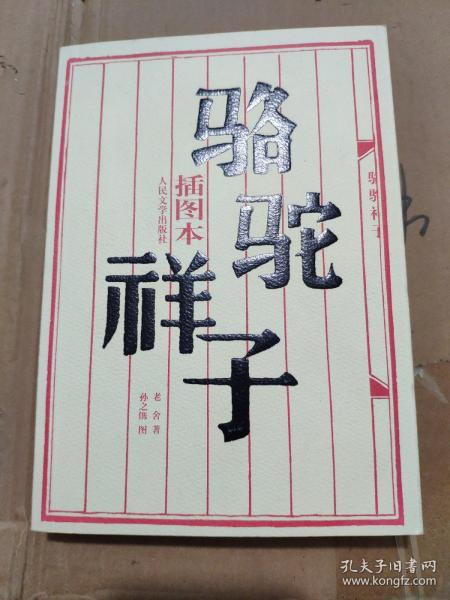 骆驼
祥子
插图本
人民文学出版社
老舍 著
孙之儁 图
骆驼祥子
孔夫子旧书网
www.kongfz.com